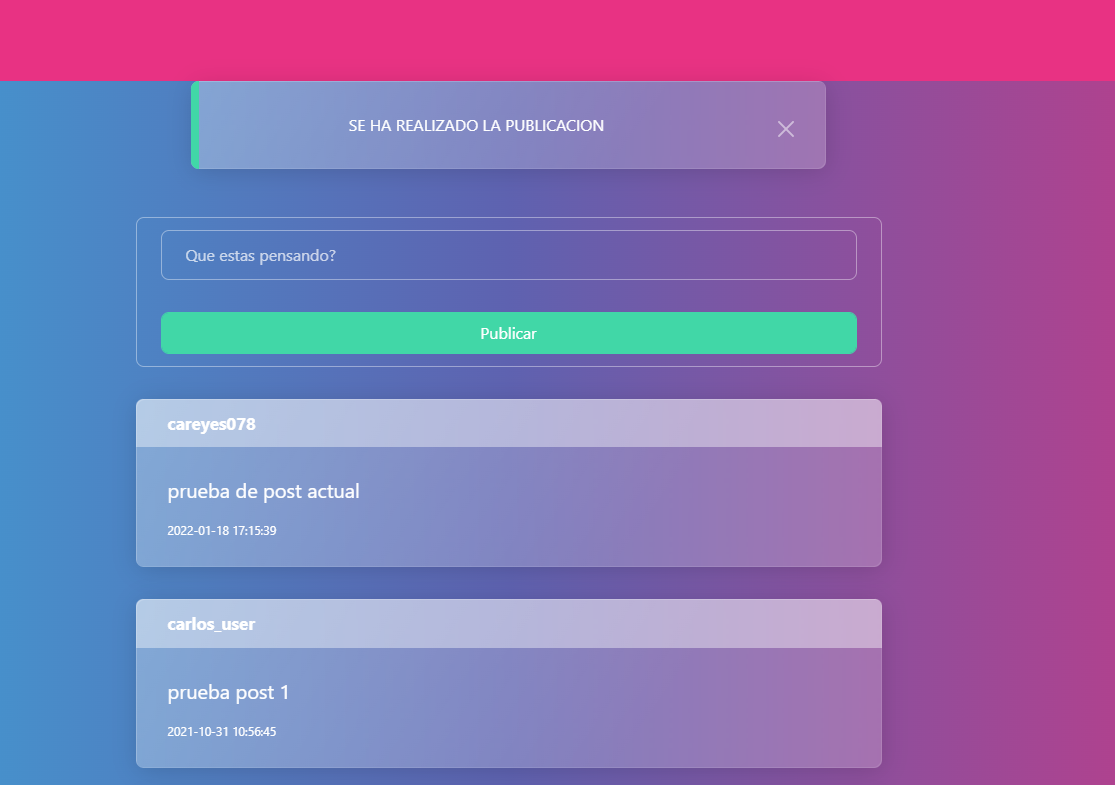 SE HA REALIZADO LA PUBLICACION
Que estas pensando?
Publicar
careyes078
prueba de post actual
2022-01-18 17:15:39
carlos_user
prueba post 1
2021-10-31 10:56:45